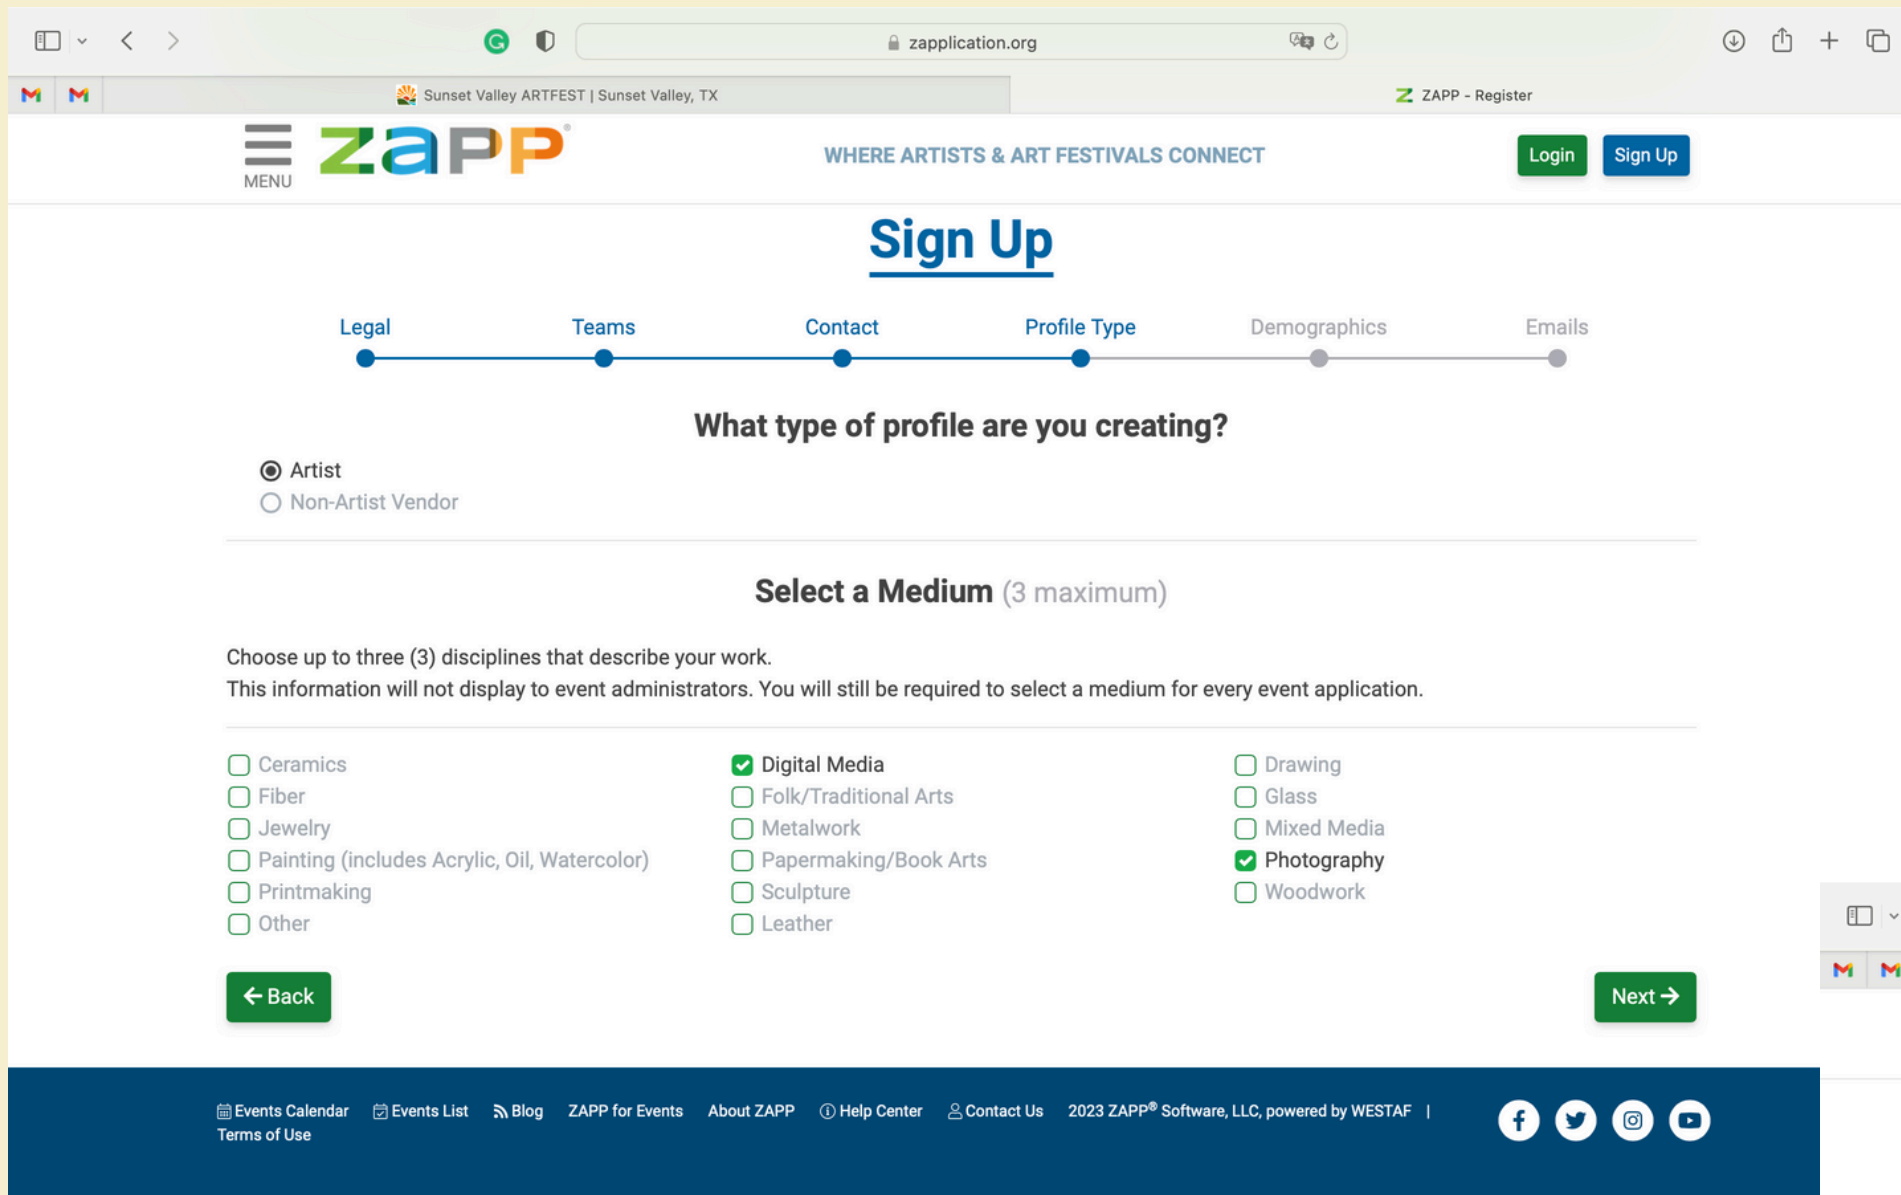 zapplication.org
Sunset Valley ARTFEST | Sunset Valley, TX
ZAPP - Register
MENU
zapp®
WHERE ARTISTS & ART FESTIVALS CONNECT
Login
Sign Up
Sign Up
Legal
Teams
Contact
Profile Type
Demographics
Emails
What type of profile are you creating?
Artist
Non-Artist Vendor
Select a Medium (3 maximum)
Choose up to three (3) disciplines that describe your work.
This information will not display to event administrators. You will still be required to select a medium for every event application.
Ceramics
Digital Media
Drawing
Fiber
Folk/Traditional Arts
Glass
Jewelry
Metalwork
Mixed Media
Painting (includes Acrylic, Oil, Watercolor)
Papermaking/Book Arts
Photography
Printmaking
Sculpture
Woodwork
Other
Leather
Back
Next
Events Calendar Events List Blog ZAPP for Events About ZAPP Help Center Contact Us 2023 ZAPP® Software, LLC, powered by WESTAF |
Terms of Use